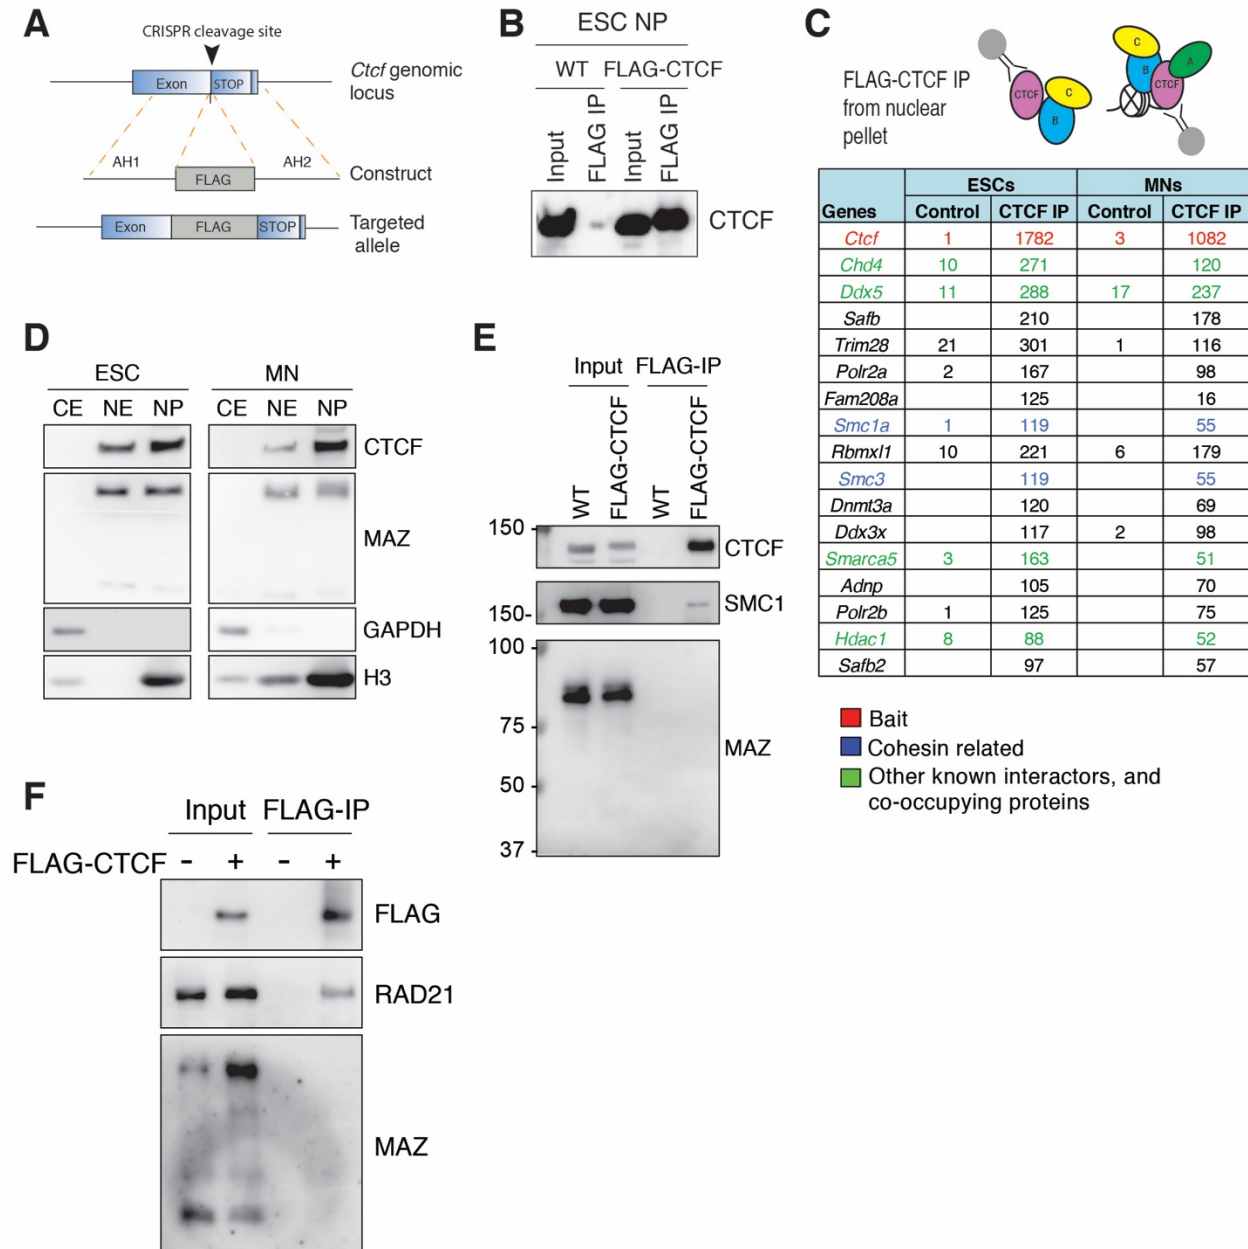 A
CRISPR cleavage site
Exon STOP
Ctcf genomic
locus
AH1 AH2
FLAG
Construct
Exon FLAG STOP
Targeted
allele
B
ESC NP
WT FLAG-CTCF
Input FLAG IP Input FLAG IP
CTCF
C
FLAG-CTCF IP
from nuclear
pellet
CTCF B C
C B CTCF A
Genes ESCs MNs
Control CTCF IP Control CTCF IP
Ctcf 1 1782 3 1082
Chd4 10 271 120
Ddx5 11 288 17 237
Safb 210 178
Trim28 21 301 1 116
Polr2a 2 167 98
Fam208a 125 16
Smc1a 1 119 55
Rbmxl1 10 221 6 179
Smc3 119 55
Dnmt3a 120 69
Ddx3x 117 2 98
Smarca5 3 163 51
Adnp 105 70
Polr2b 1 125 75
Hdac1 8 88 52
Safb2 97 57
Bait
Cohesin related
Other known interactors, and
co-occupying proteins
D
ESC MN
CE NE NP CE NE NP
CTCF
MAZ
GAPDH
H3
E
Input FLAG-IP
WT FLAG-CTCF WT FLAG-CTCF
150
CTCF
150-
SMC1
100
75
MAZ
50
37
F
Input FLAG-IP
FLAG-CTCF - + - +
FLAG
RAD21
MAZ